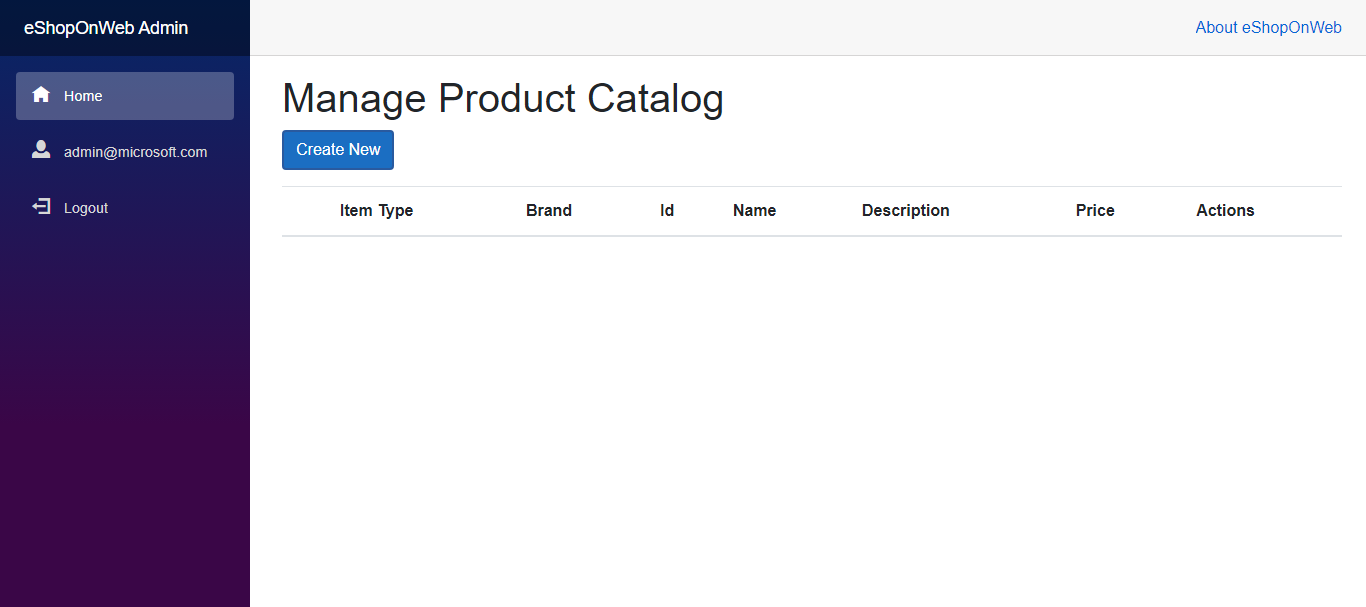 eShopOnWeb Admin
About eShopOnWeb
Home
admin@microsoft.com
Logout
Manage Product Catalog
Create New
Item Type Brand Id Name Description Price Actions